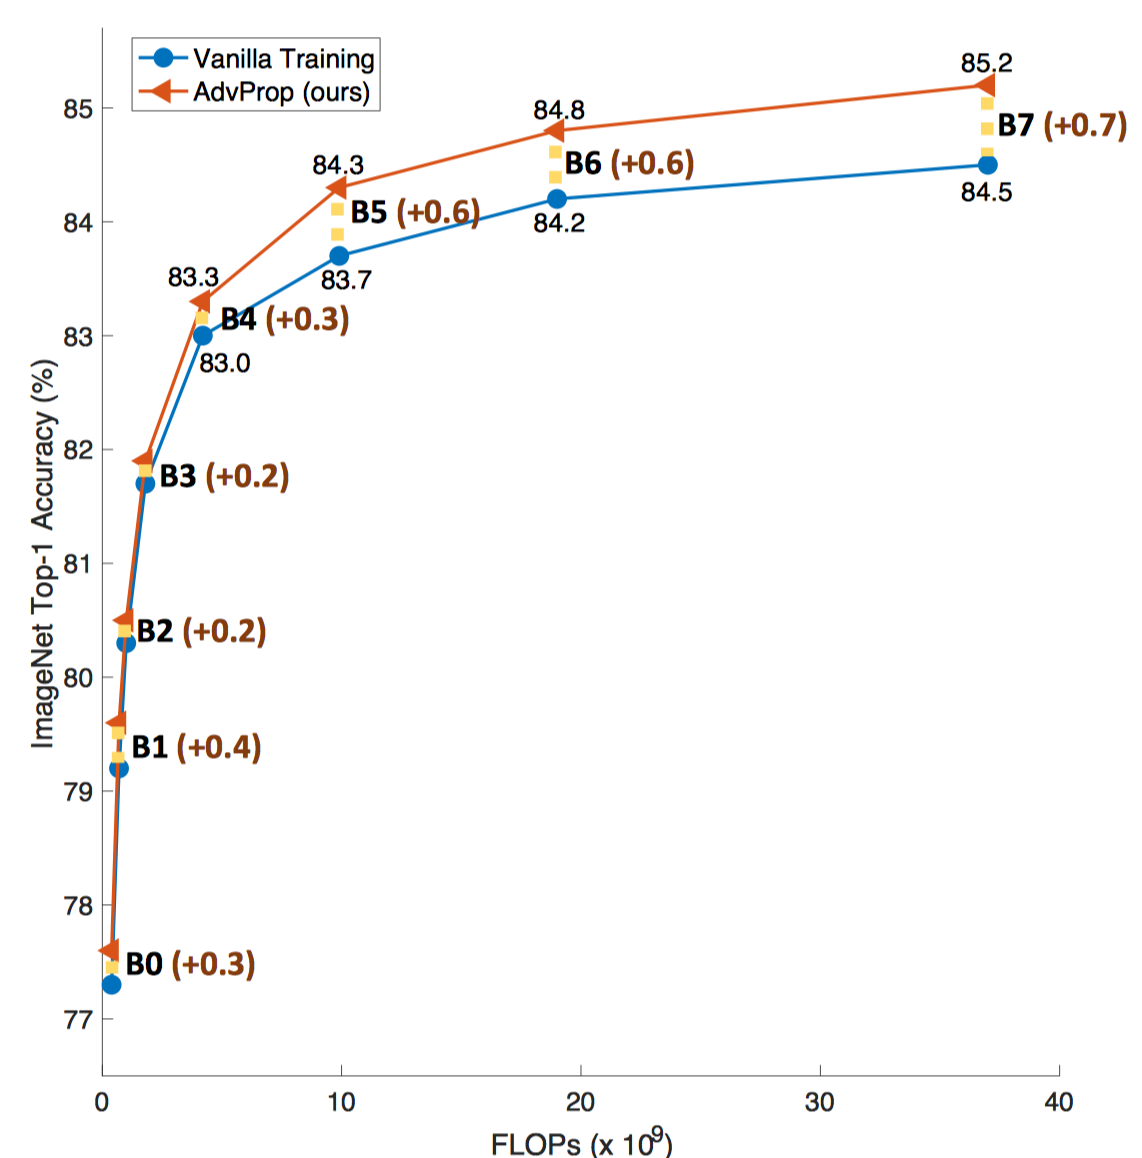 Vanilla Training
AdvProp (ours)
85.2
85
84.8
B7 (+0.7)
84.3
B6 (+0.6)
84.5
B5 (+0.6)
84
84.2
83.7
83.3
B4 (+0.3)
83
83.0
82
B3 (+0.2)
81
B2 (+0.2)
80
B1 (+0.4)
79
78
B0 (+0.3)
77
ImageNet Top-1 Accuracy (%)
0 10 20 30 40
FLOPs (x 10⁹)